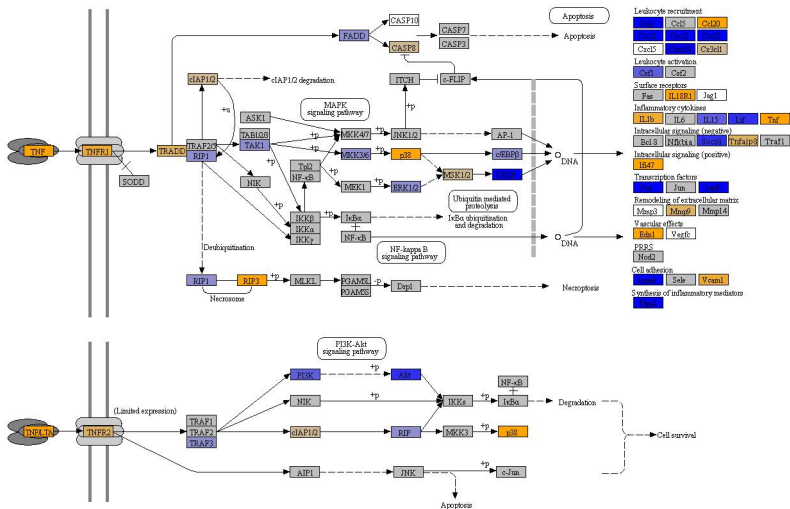 CASP10
Apoptosis
FADD
CASP7
CASP8
CASP3
Apoptosis
cIAP1/2
cIAP1/2 degradation
ITCH
c-FLIP
+u
MAPK
signaling pathway
ASK1
TNF
TNFR1
TRADD
TRAF2/5
RIP1
TAB1/2/3
TAK1
+p
MKK4/7
+p
JNK1/2
+p
AP-1
MKK3/6
+p
p38
+p
c/EBPβ
DNA
SODD
NIK
Tpl2
NF-κB
MEK1
+p
ERK1/2
MSK1/2
+p
+p
Ubiquitin mediated
proteolysis
IKKβ
IKKα
IKKγ
+p
IκBα
NF-κB
IκBα ubiquitination
and degradation
DNA
Deubiquitination
NF-kappa B
signaling pathway
RIP1
RIP3
+p
MLKL
PGAM5L
PGAM5S
-p
Drp1
Necroptosis
Necrosome
Leukocyte recruitment
Ccl5
Ccl20
Cxcl5
Cx3cl1
Leukocyte activation
Csf1
Csf2
Surface receptors
Fas
IL18R1
Jag1
Inflammatory cytokines
IL1b
IL6
IL15
Lif
Tnf
Intracellular signaling (negative)
Bcl3
Nfkbia
Socs3
Tnfaip3
Traf1
Intracellular signaling (positive)
Ifi47
Transcription factors
Jun
Remodeling of extracellular matrix
Mmp3
Mmp9
Mmp14
Vascular effects
Edn1
Vegfc
PRRS
Nod2
Cell adhesion
Sele
Vcam1
Synthesis of inflammatory mediators
PI3K-Akt
signaling pathway
PI3K
+p
Akt
+p
NF-κB
(Limited expression)
NIK
+p
IKKs
+p
IκBα
Degradation
TNFR2
TRAF1
TRAF2
TRAF3
cIAP1/2
RIP
MKK3
+p
p38
Cell survival
AIP1
JNK
+p
c-Jun
Apoptosis